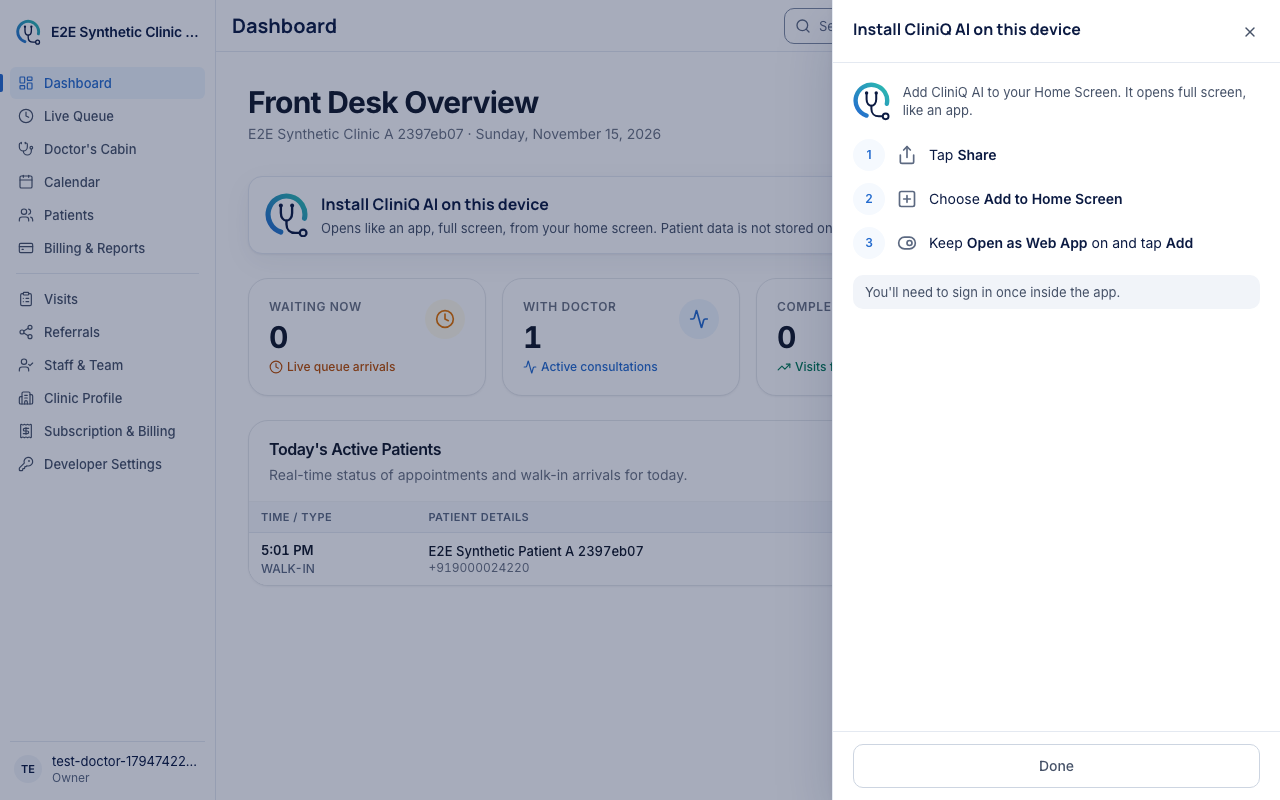 E2E Synthetic Clinic ...
Dashboard
Live Queue
Doctor's Cabin
Calendar
Patients
Billing & Reports
Visits
Referrals
Staff & Team
Clinic Profile
Subscription & Billing
Developer Settings
TE
test-doctor-17947422...
Owner
Dashboard
Front Desk Overview
E2E Synthetic Clinic A 2397eb07 · Sunday, November 15, 2026
Install CliniQ AI on this device
Opens like an app, full screen, from your home screen. Patient data is not stored on
WAITING NOW
0
Live queue arrivals
WITH DOCTOR
1
Active consultations
0
Today's Active Patients
Real-time status of appointments and walk-in arrivals for today.
TIME / TYPE PATIENT DETAILS
5:01 PM E2E Synthetic Patient A 2397eb07
WALK-IN +919000024220
Install CliniQ AI on this device
Add CliniQ AI to your Home Screen. It opens full screen,
like an app.
1 Tap Share
2 Choose Add to Home Screen
3 Keep Open as Web App on and tap Add
You'll need to sign in once inside the app.
Done